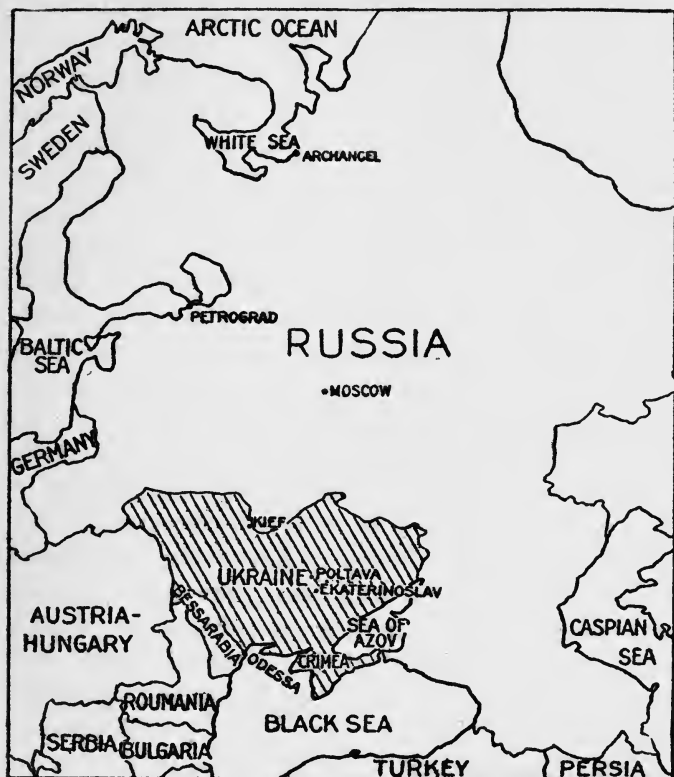 ARCTIC OCEAN
NORWAY
SWEDEN
WHITE SEA
ARCHANGEL
PETROGRAD
BALTIC
SEA
RUSSIA
MOSCOW
GERMANY
KIEF
UKRAINE
POLTAVA
EKATERINOSLAV
BESSARABIA
AUSTRIA-
HUNGARY
SEA OF
AZOV
CASPIAN
SEA
ODESSA
CRIMEA
ROUMANIA
BLACK SEA
SERBIA
BULGARIA
TURKEY
PERSIA